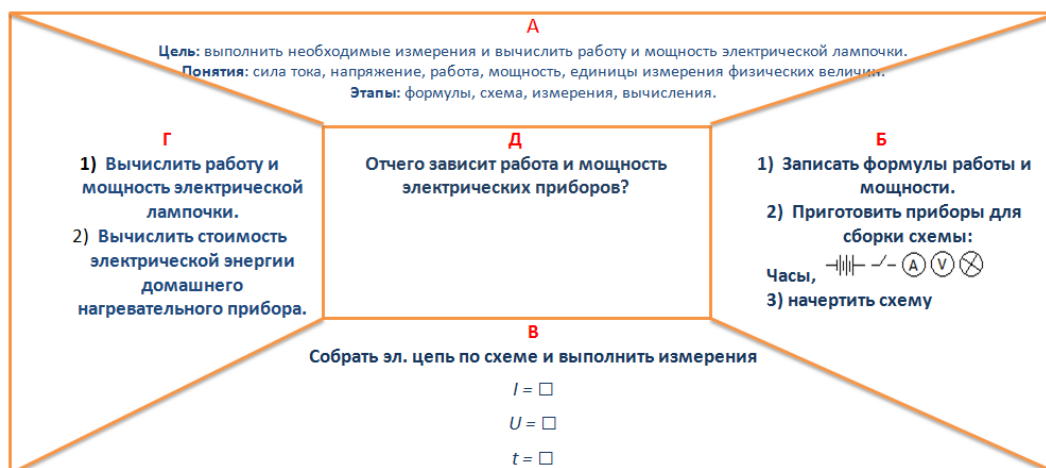 А
Цель: выполнить необходимые измерения и вычислить работу и мощность электрической лампочки.
Понятия: сила тока, напряжение, работа, мощность, единицы измерения физических величин.
Этапы: формулы, схема, измерения, вычисления.
Г
1) Вычислить работу и
мощность электрической
лампочки.
2) Вычислить стоимость
электрической энергии
домашнего
нагревательного прибора.
Д
Отчего зависит работа и мощность
электрических приборов?
Б
1) Записать формулы работы и
мощности.
2) Приготовить приборы для
сборки схемы:
Часы, A V
3) начертить схему
В
Собрать эл. цепь по схеме и выполнить измерения
I = □
U = □
t = □